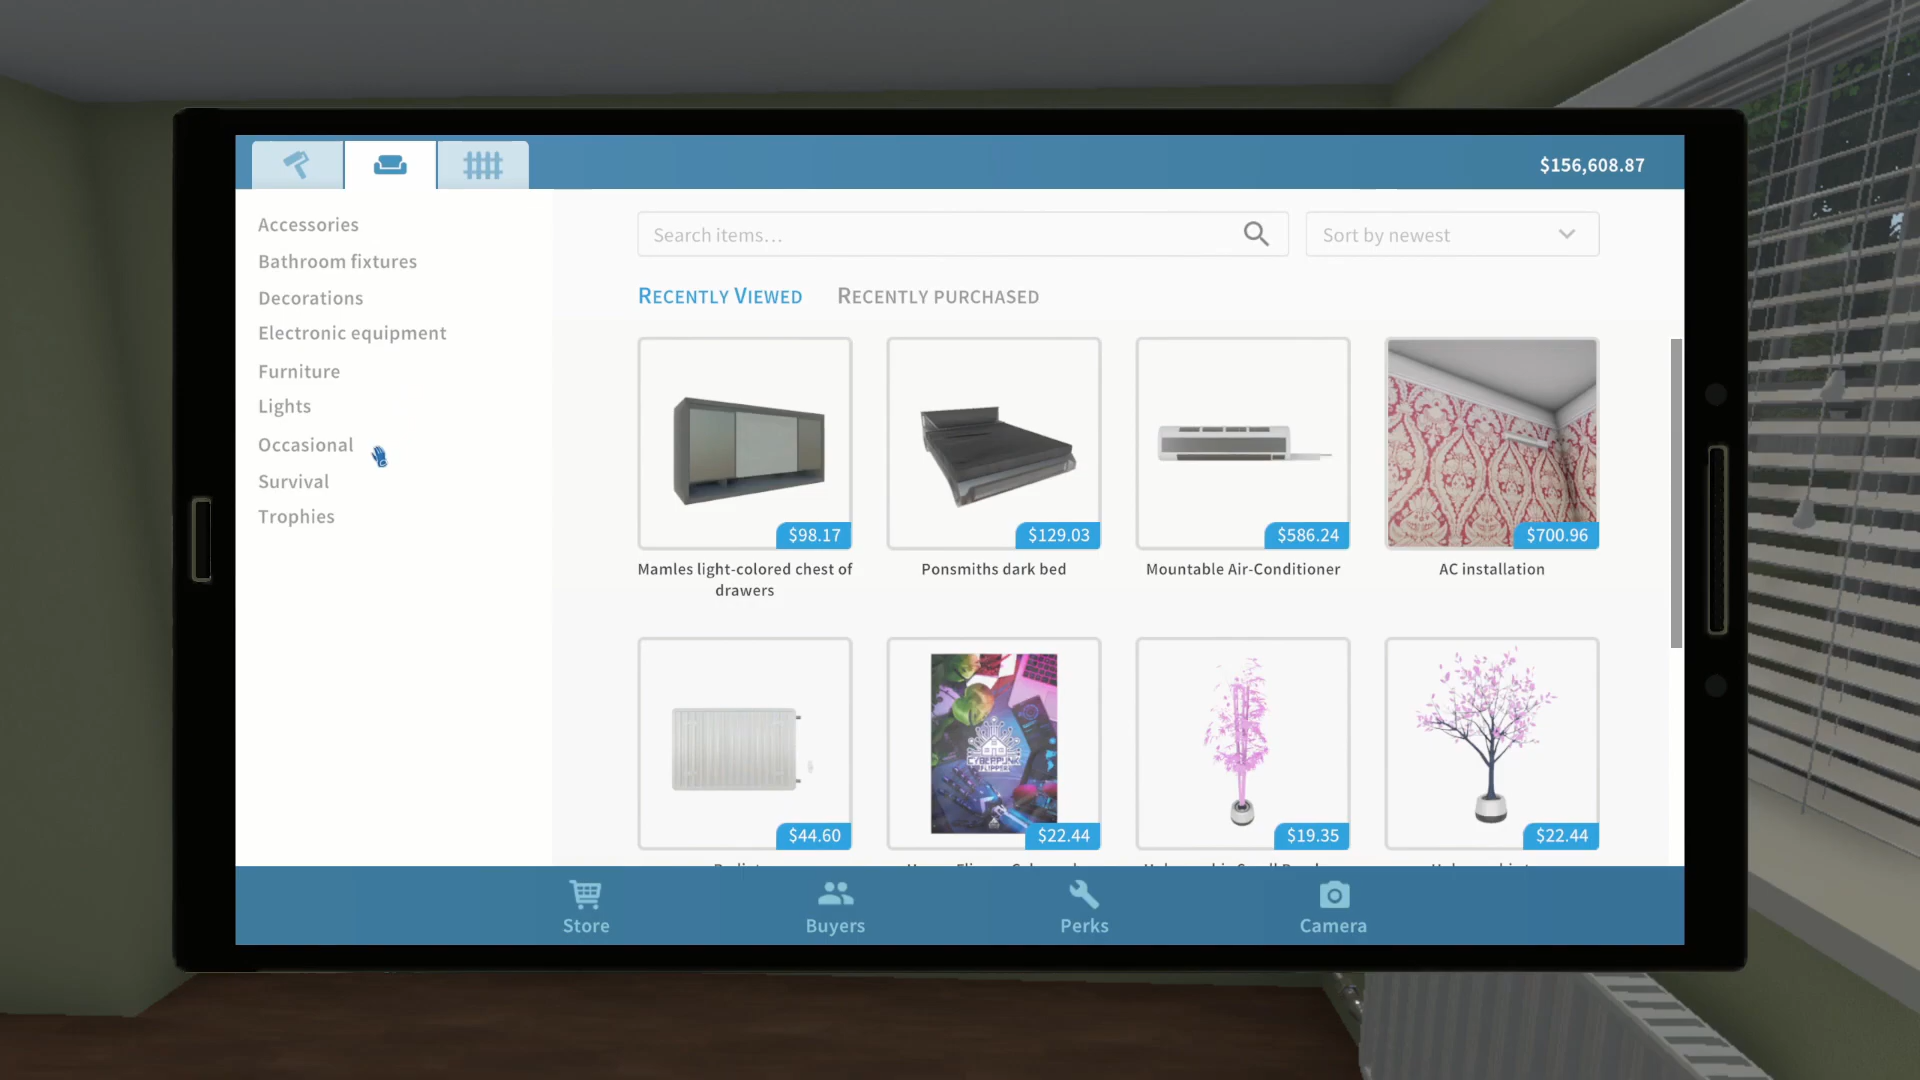 $156,608.87
Accessories
Bathroom fixtures
Decorations
Electronic equipment
Furniture
Lights
Occasional
Survival
Trophies
Search items...
Sort by newest
RECENTLY VIEWED
RECENTLY PURCHASED
$98.17
$129.03
$586.24
$700.96
Mamles light-colored chest of
drawers
Ponsmiths dark bed
Mountable Air-Conditioner
AC installation
CYBERPUNK
FLIPPER
$44.60
$22.44
$19.35
$22.44
Store
Buyers
Perks
Camera